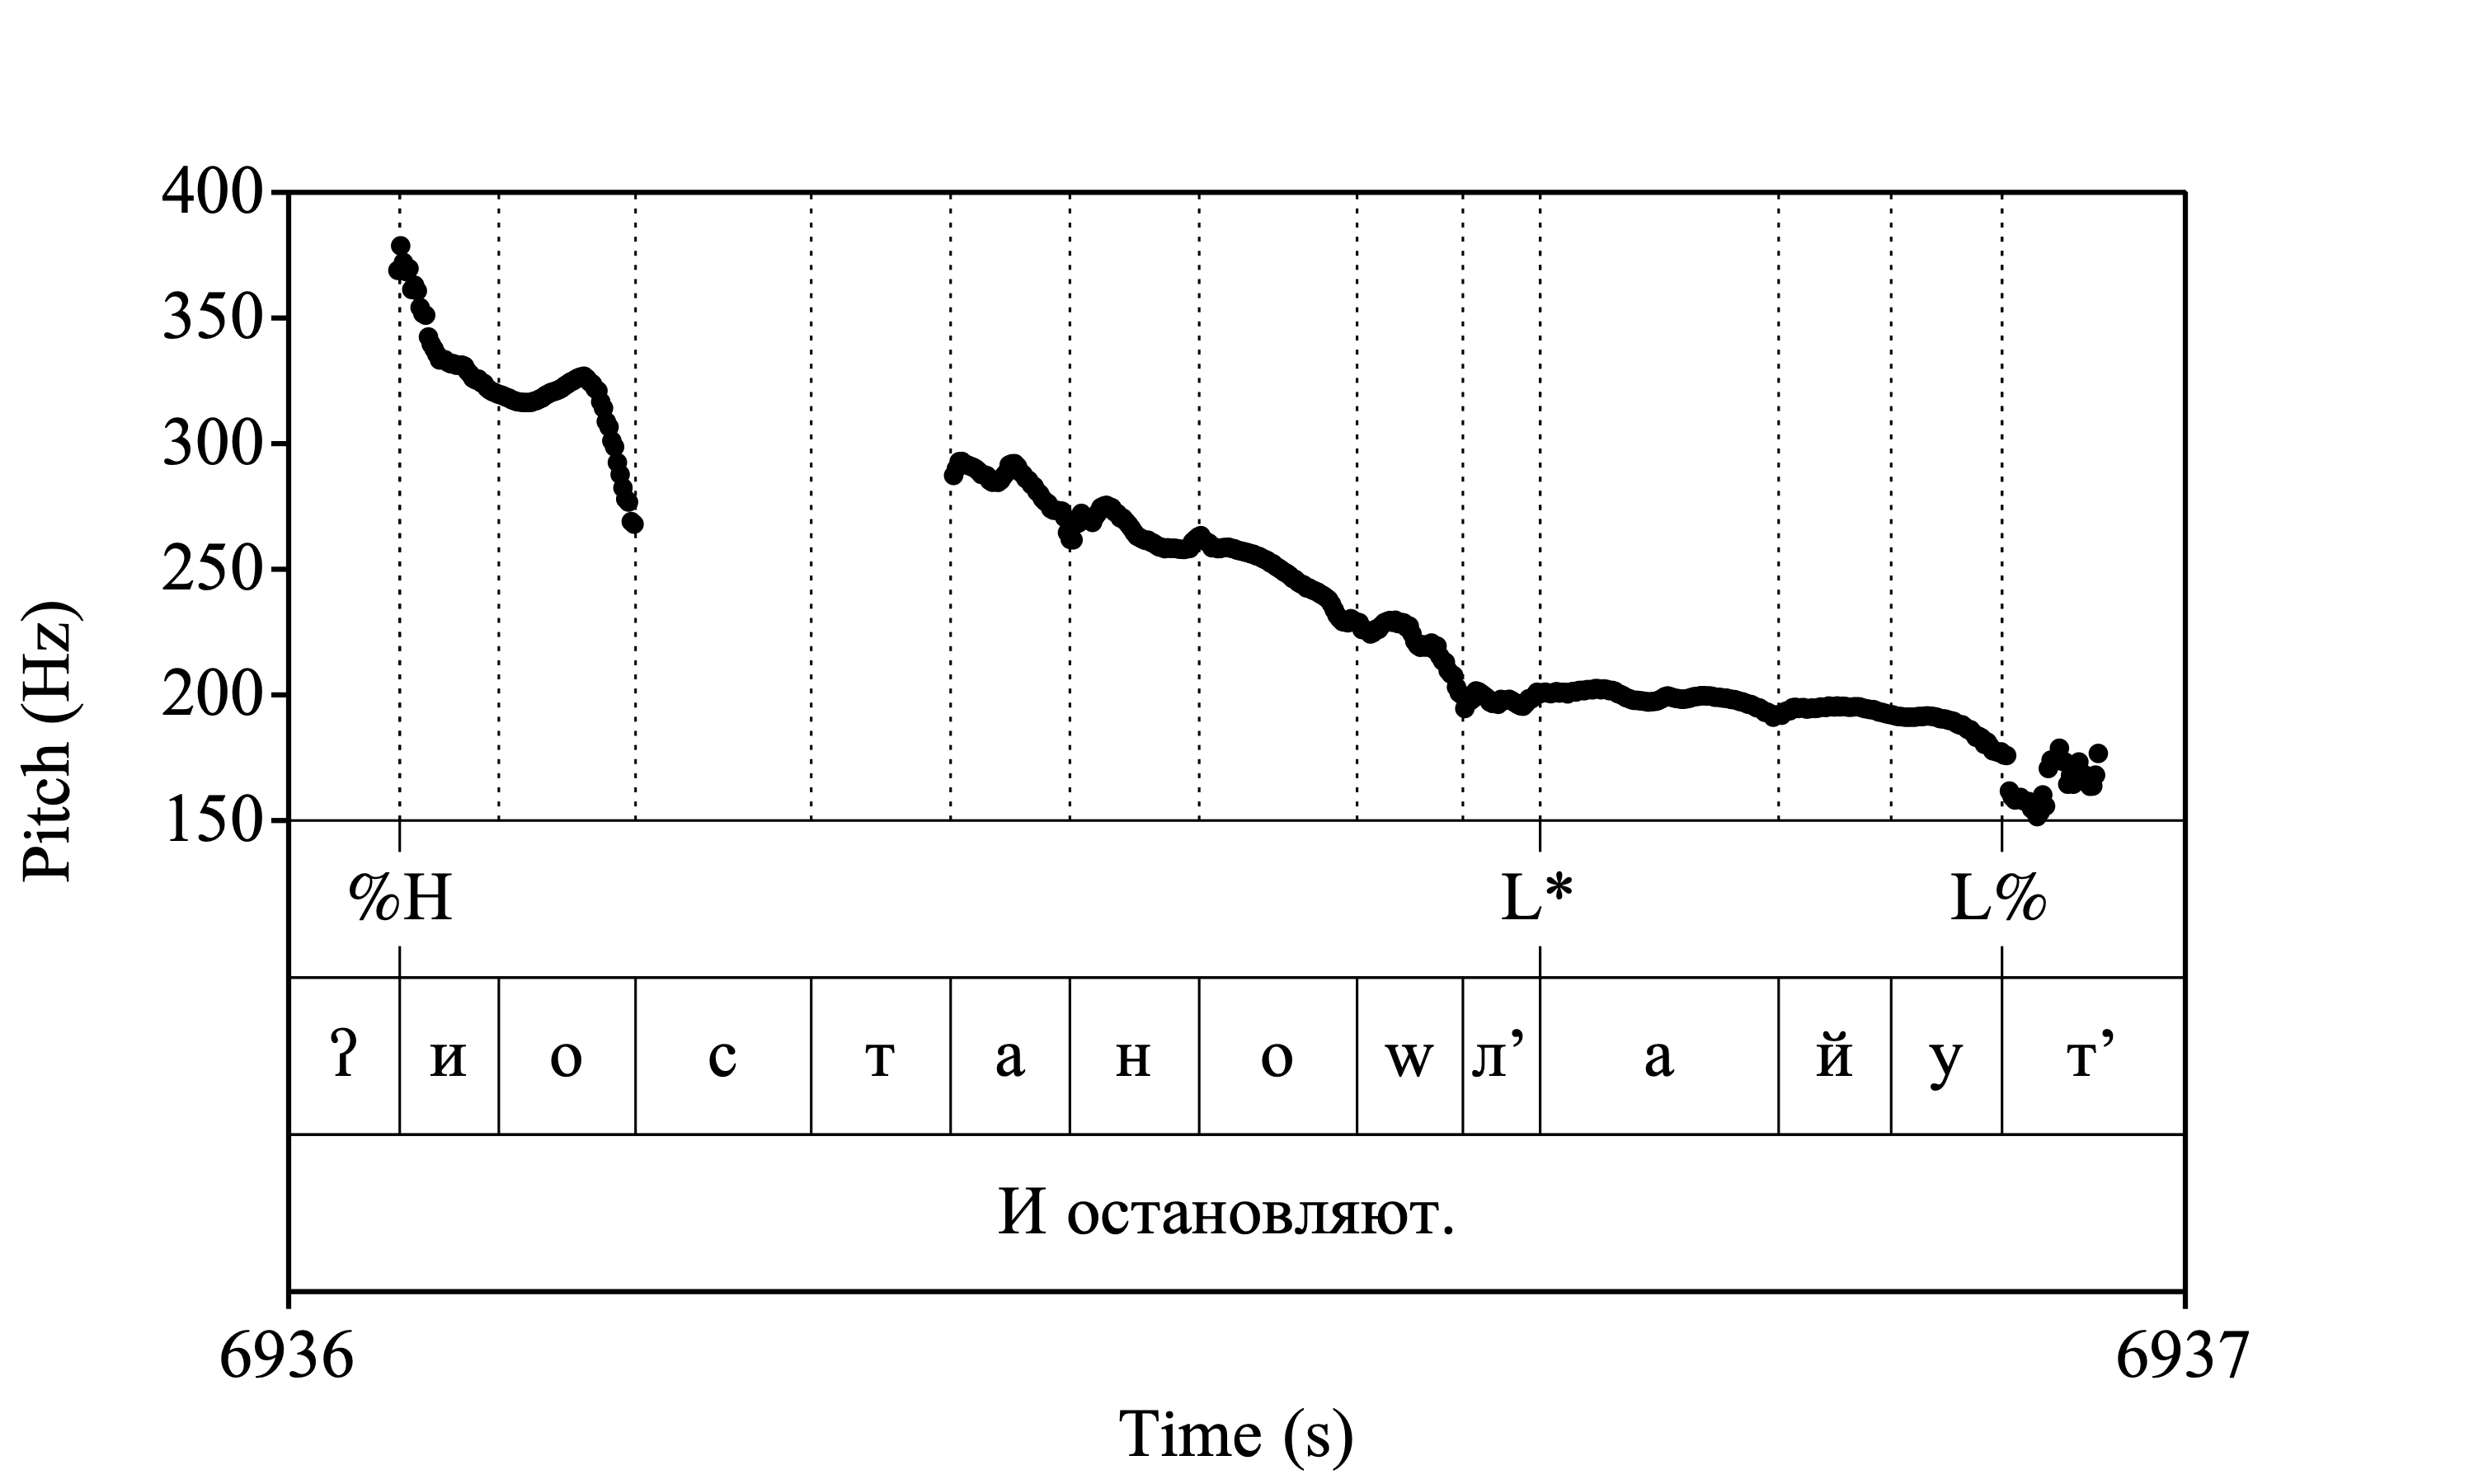 400
350
300
250
200
150
Pitch (Hz)
%H L* L%
ʔ и о с т а н о w л’ а й у т’
И остановляют.
6936 6937
Time (s)